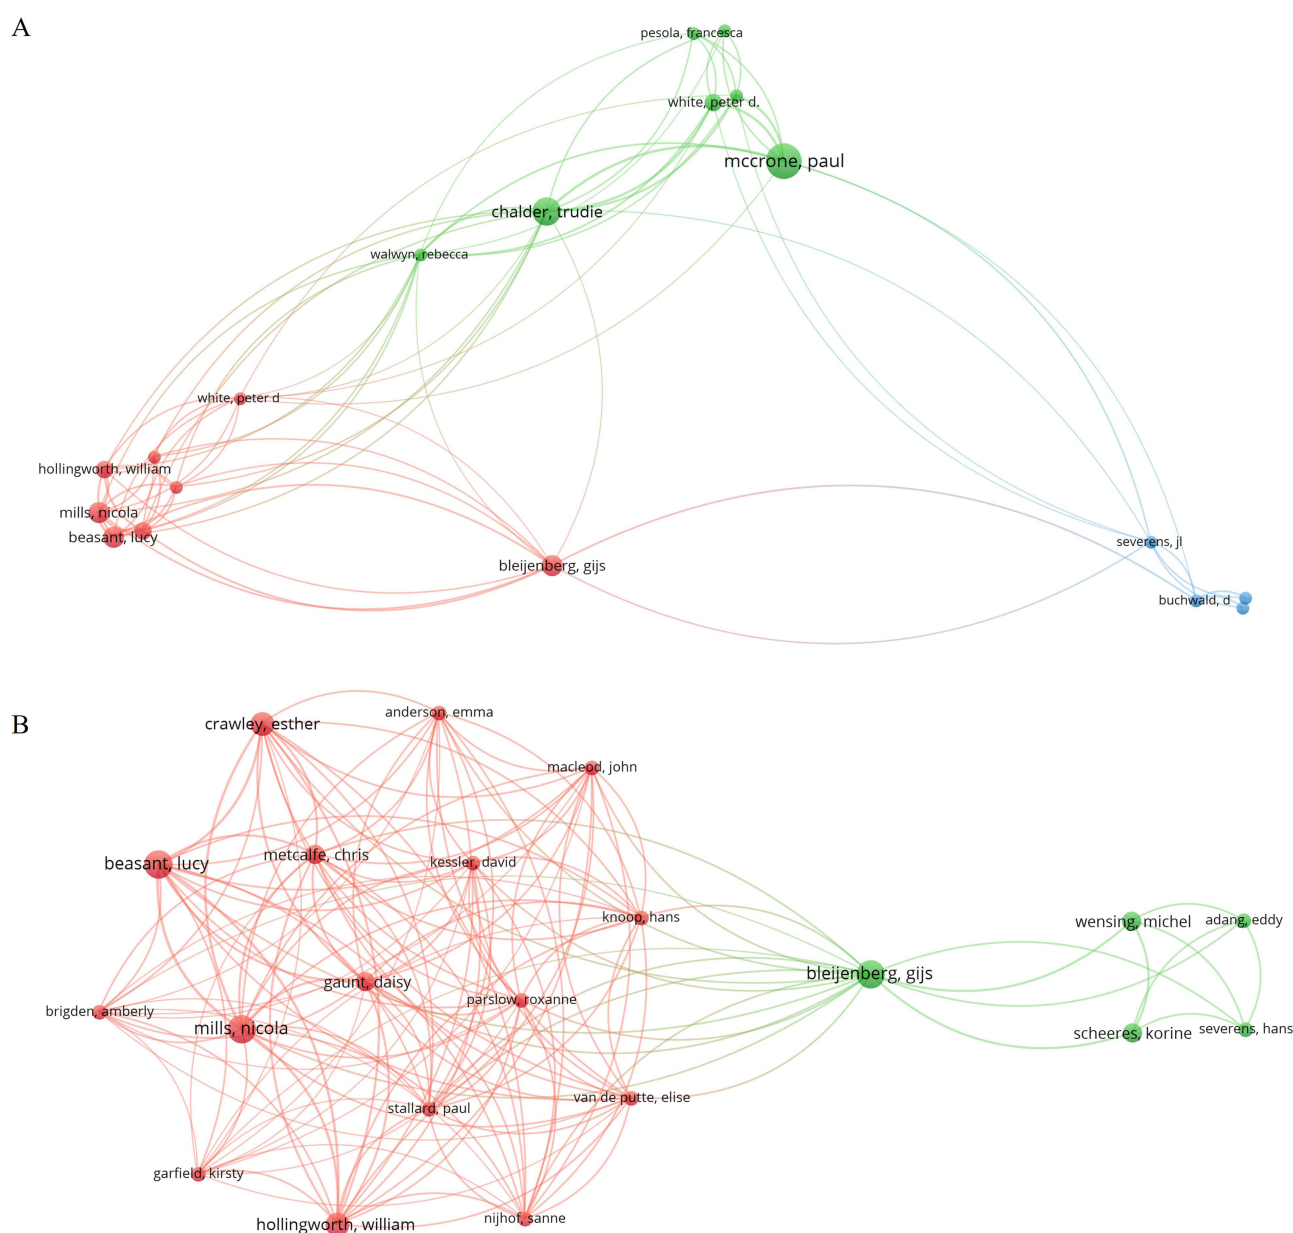 A
pesola, francesca
white, peter d.
mccrone, paul
chalder, trudie
walwyn, rebecca
white, peter d
hollingworth, william
mills, nicola
beasant, lucy
bleijenberg, gijs
severens, jl
buchwald, d
B
crawley, esther
anderson, emma
macleod, john
beasant, lucy
metcalfe, chris
kessler, david
knoop, hans
wensing, michel
adang, eddy
bleijenberg, gijs
gaunt, daisy
parslow, roxanne
brigden, amberly
mills, nicola
scheeres, korine
severens, hans
stallard, paul
van de putte, elise
garfield, kirsty
hollingworth, william
nijhof, sanne